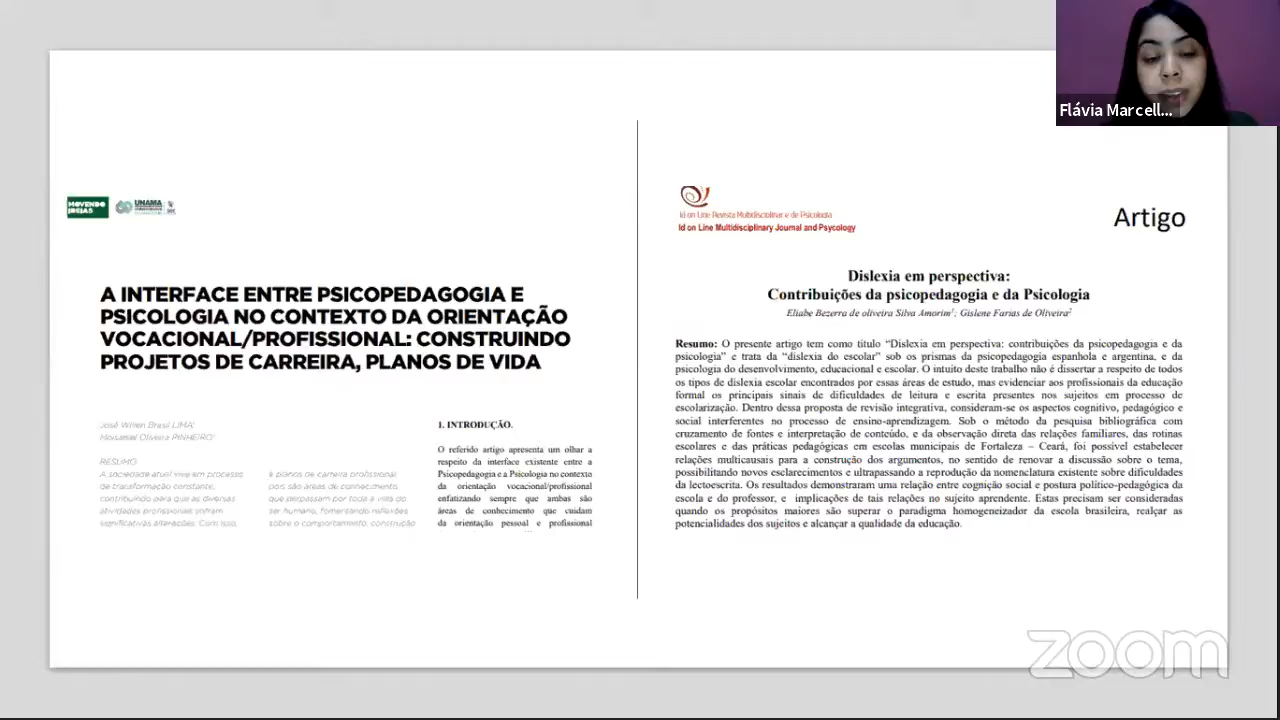 Flávia Marcell...
MOVENDO
IDEIAS
UNAMA
A INTERFACE ENTRE PSICOPEDAGOGIA E
PSICOLOGIA NO CONTEXTO DA ORIENTAÇÃO
VOCACIONAL/PROFISSIONAL: CONSTRUINDO
PROJETOS DE CARREIRA, PLANOS DE VIDA
José Wilnen Brasil LIMA¹
Moisaniel Oliveira PINHEIRO²
RESUMO
A sociedade atual vive em processo
de transformação constante,
contribuindo para que as diversas
atividades profissionais sofram
significativas alterações. Com isso,
e planos de carreira profissional
pois são áreas de conhecimento
que perpassam por toda a vida do
ser humano, fomentando reflexões
sobre o comportamento, construção
1. INTRODUÇÃO.
O referido artigo apresenta um olhar a
respeito da interface existente entre a
Psicopedagogia e a Psicologia no contexto
da orientação vocacional/profissional
enfatizando sempre que ambas são
áreas de conhecimento que cuidam
da orientação pessoal e profissional
Id on Line Revista Multidisciplinar e de Psicologia
Id on Line Multidisciplinary Journal and Psycology
Artigo
Dislexia em perspectiva:
Contribuições da psicopedagogia e da Psicologia
Eliabe Bezerra de oliveira Silva Amorim¹; Gislene Farias de Oliveira²
Resumo: O presente artigo tem como título “Dislexia em perspectiva: contribuições da psicopedagogia e da
psicologia” e trata da “dislexia do escolar” sob os prismas da psicopedagogia espanhola e argentina, e da
psicologia do desenvolvimento, educacional e escolar. O intuito deste trabalho não é dissertar a respeito de todos
os tipos de dislexia escolar encontrados por essas áreas de estudo, mas evidenciar aos profissionais da educação
formal os principais sinais de dificuldades de leitura e escrita presentes nos sujeitos em processo de
escolarização. Dentro dessa proposta de revisão integrativa, consideram-se os aspectos cognitivo, pedagógico e
social interferentes no processo de ensino-aprendizagem. Sob o método da pesquisa bibliográfica com
cruzamento de fontes e interpretação de conteúdo, e da observação direta das relações familiares, das rotinas
escolares e das práticas pedagógicas em escolas municipais de Fortaleza – Ceará, foi possível estabelecer
relações multicausais para a construção dos argumentos, no sentido de renovar a discussão sobre o tema,
possibilitando novos esclarecimentos e ultrapassando a reprodução da nomenclatura existente sobre dificuldades
da lectoescrita. Os resultados demonstraram uma relação entre cognição social e postura político-pedagógica da
escola e do professor, e implicações de tais relações no sujeito aprendente. Estas precisam ser consideradas
quando os propósitos maiores são superar o paradigma homogeneizador da escola brasileira, realçar as
potencialidades dos sujeitos e alcançar a qualidade da educação.
zoom